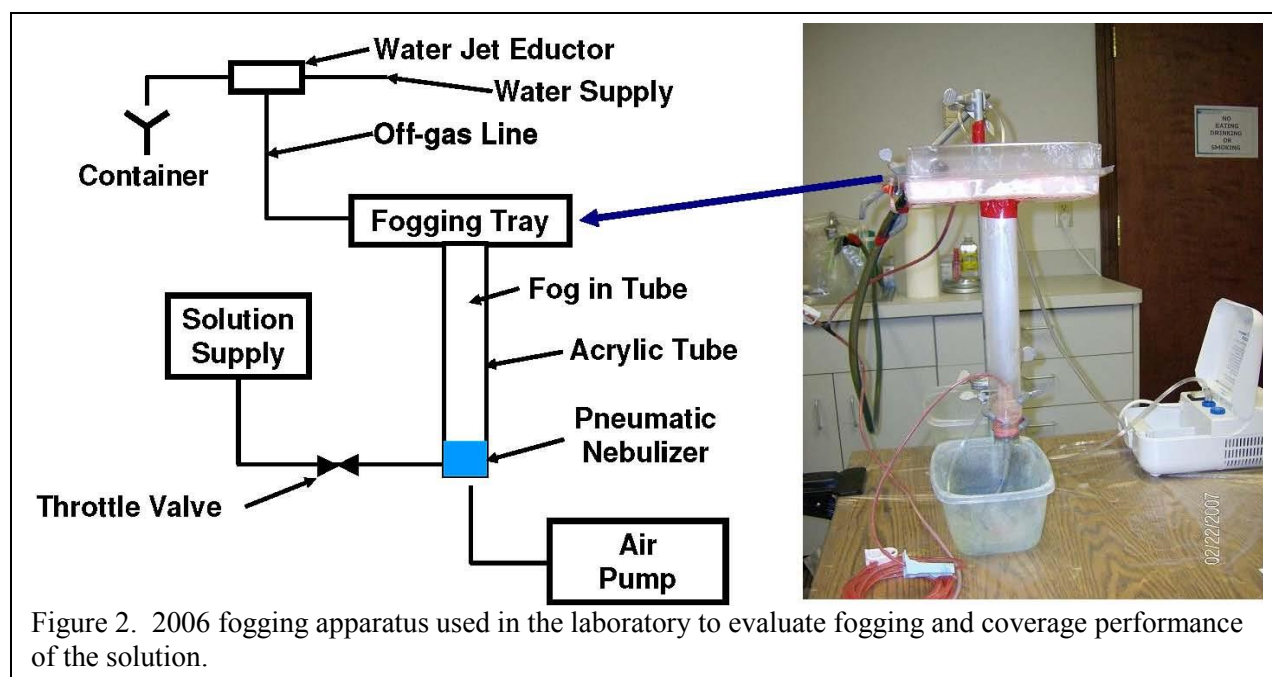 Water Jet Eductor
Water Supply
Off-gas Line
Container
Fogging Tray
Fog in Tube
Solution
Supply
Acrylic Tube
Pneumatic
Nebulizer
Throttle Valve
Air
Pump
NO
EATING
DRINKING
OR
SMOKING
02/22/2007
Figure 2.  2006 fogging apparatus used in the laboratory to evaluate fogging and coverage performance
of the solution.